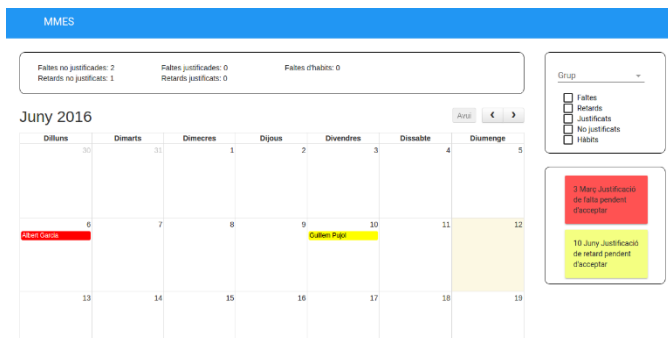 MMES
Faltes no justificades: 2 Faltes justificades: 0 Faltes d'habits: 0
Retards no justificats: 1 Retards justificats: 0
Juny 2016
Avui
Dilluns Dimarts Dimecres Dijous Divendres Dissabte Diumenge
30 31 1 2 3 4 5
6 7 8 9 10 11 12
Albert Garcia Guillem Pujol
13 14 15 16 17 18 19
Grup
Faltes
Retards
Justificats
No justificats
Hàbits
3 Març Justificació
de falta pendent
d'acceptar
10 Juny Justificació
de retard pendent
d'acceptar